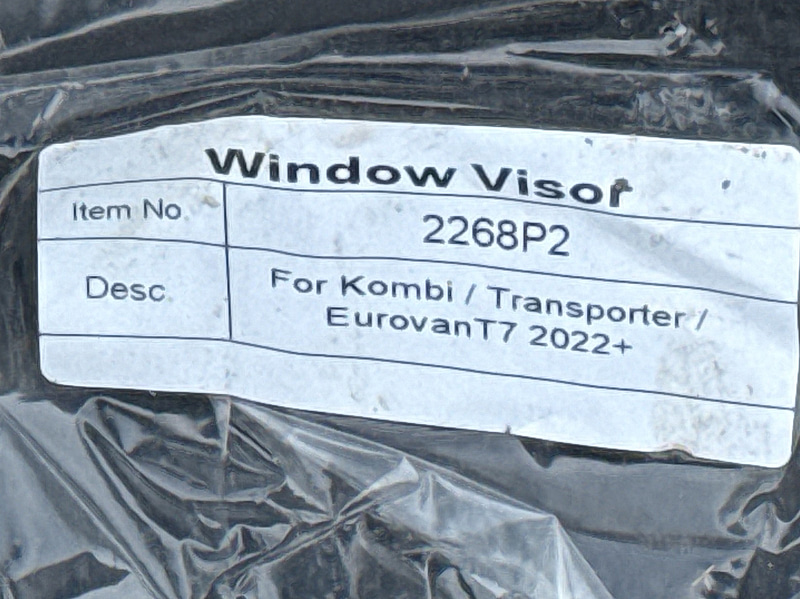 Window Visor
Item No.
2268P2
Desc.
For Kombi / Transporter /
EurovanT7 2022+